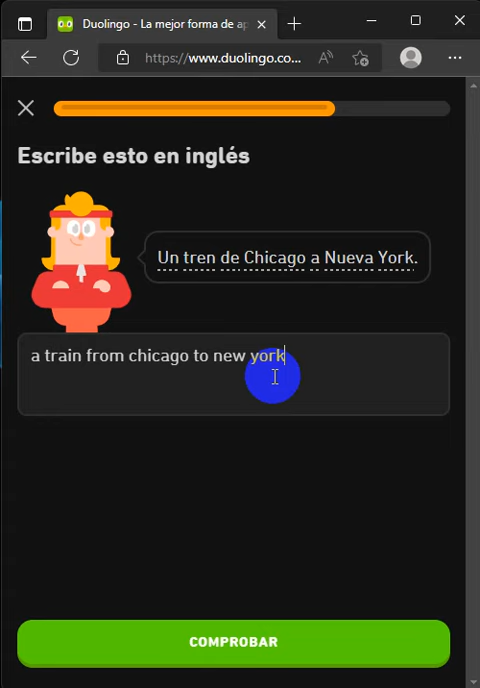 Duolingo - La mejor forma de ap
https://www.duolingo.co...
Escribe esto en inglés
Un tren de Chicago a Nueva York.
a train from chicago to new york
COMPROBAR